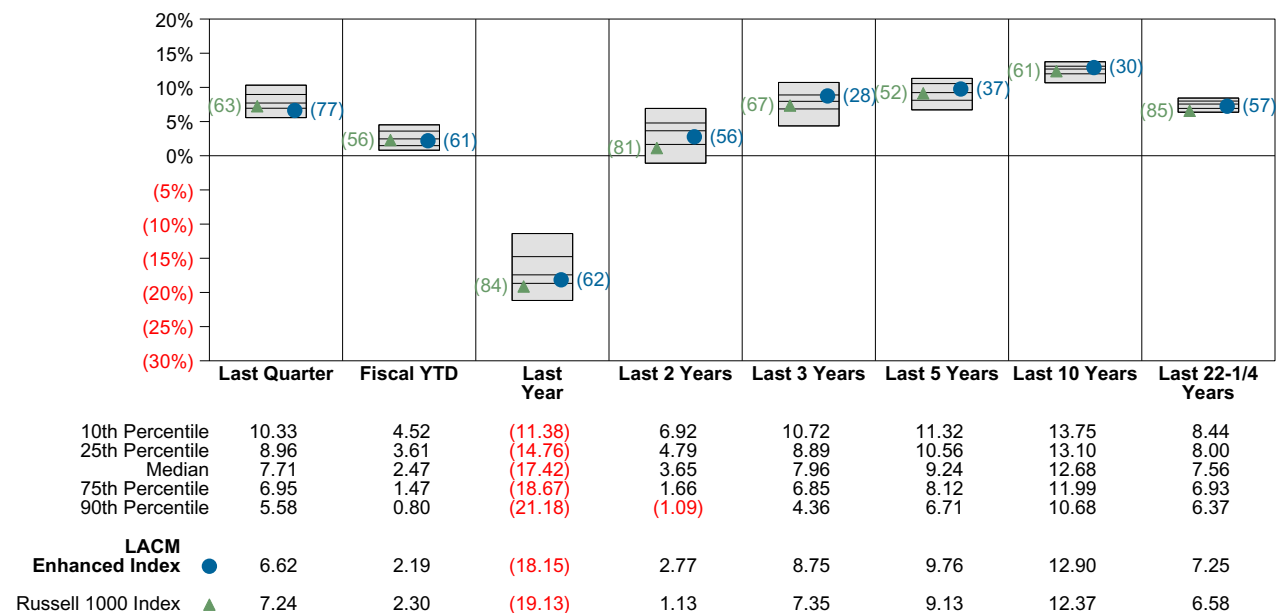 20%
15%
10%
5%
0%
(5%)
(10%)
(15%)
(20%)
(25%)
(30%)
(63) (77)
(56) (61)
(84) (62)
(81) (56)
(67) (28)
(52) (37)
(61) (30)
(85) (57)
Last Quarter Fiscal YTD Last Last 2 Years Last 3 Years Last 5 Years Last 10 Years Last 22-1/4
Year Years
10th Percentile 10.33 4.52 (11.38) 6.92 10.72 11.32 13.75 8.44
25th Percentile 8.96 3.61 (14.76) 4.79 8.89 10.56 13.10 8.00
Median 7.71 2.47 (17.42) 3.65 7.96 9.24 12.68 7.56
75th Percentile 6.95 1.47 (18.67) 1.66 6.85 8.12 11.99 6.93
90th Percentile 5.58 0.80 (21.18) (1.09) 4.36 6.71 10.68 6.37
LACM
Enhanced Index 6.62 2.19 (18.15) 2.77 8.75 9.76 12.90 7.25
Russell 1000 Index 7.24 2.30 (19.13) 1.13 7.35 9.13 12.37 6.58